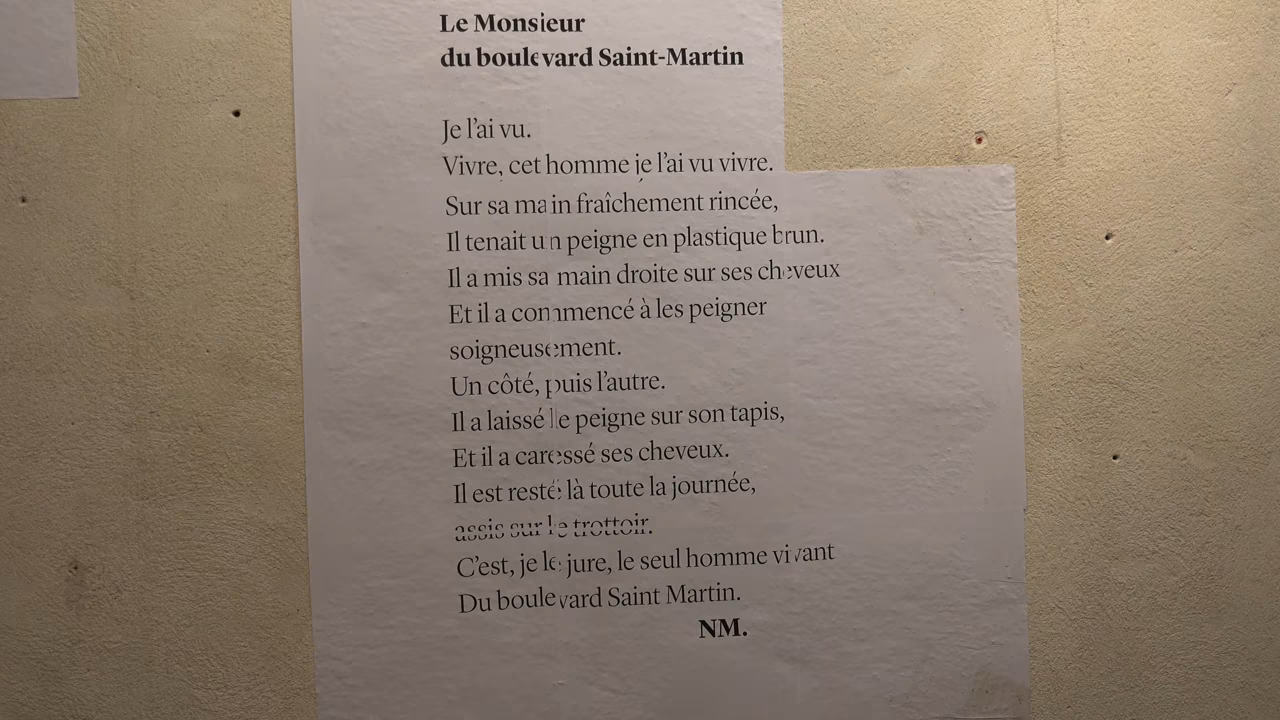 Le Monsieur
du boulevard Saint-Martin
Je l'ai vu.
Vivre, cet homme je l'ai vu vivre.
Sur sa main fraîchement rincée,
Il tenait un peigne en plastique brun.
Il a mis sa main droite sur ses cheveux
Et il a commencé à les peigner
soigneusement.
Un côté, puis l'autre.
Il a laissé le peigne sur son tapis,
Et il a caressé ses cheveux.
Il est resté là toute la journée,
assis sur le trottoir.
C'est, je le jure, le seul homme vivant
Du boulevard Saint Martin.
NM.